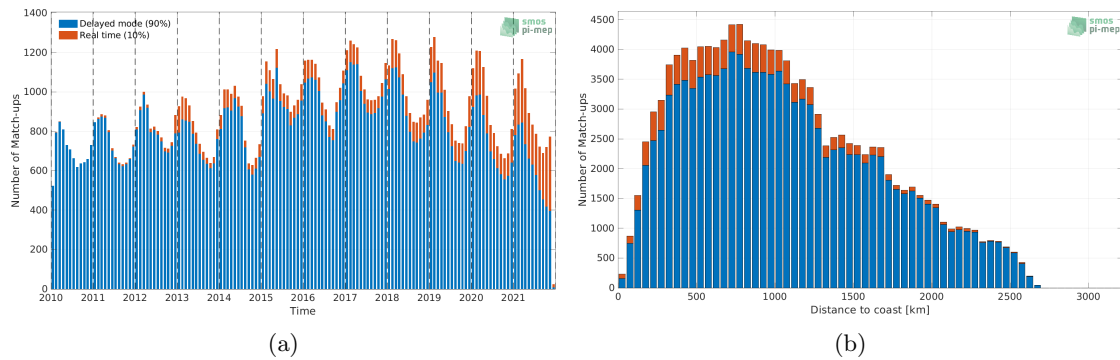 Delayed mode (90%)
Real time (10%)
smos
pi-mep
1400
1200
1000
800
600
400
200
0
Number of Match-ups
2010 2011 2012 2013 2014 2015 2016 2017 2018 2019 2020 2021
Time
(a)
smos
pi-mep
4500
4000
3500
3000
2500
2000
1500
1000
500
0
Number of Match-ups
0 500 1000 1500 2000 2500 3000
Distance to coast [km]
(b)